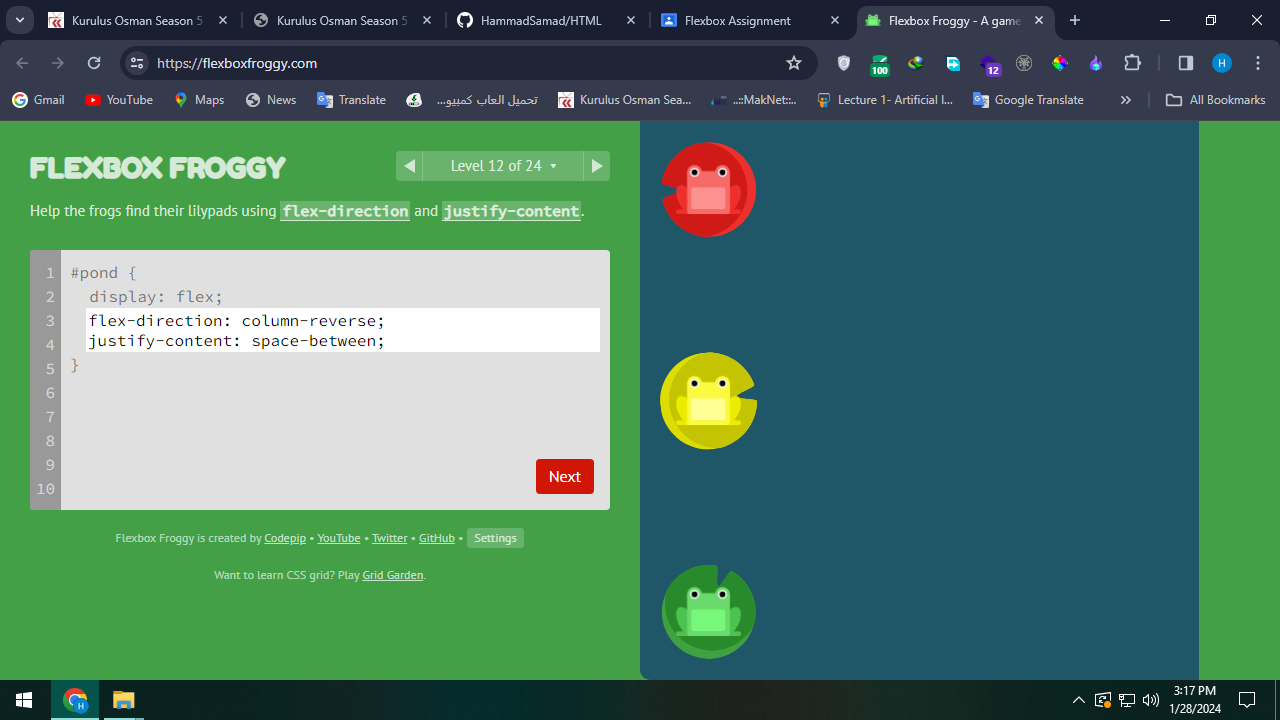 Kurulus Osman Season 5
Kurulus Osman Season 5
HammadSamad/HTML
Flexbox Assignment
Flexbox Froggy - A game
https://flexboxfroggy.com
100
12
H
Gmail
YouTube
Maps
News
Translate
تحميل العاب كمبيو...
Kurulus Osman Sea...
..::MakNet::..
Lecture 1- Artificial I...
Google Translate
All Bookmarks
FLEXBOX FROGGY
Level 12 of 24
Help the frogs find their lilypads using flex-direction and justify-content.
1 #pond {
2 display: flex;
3 flex-direction: column-reverse;
4 justify-content: space-between;
5 }
6
7
8
9
10
Next
Flexbox Froggy is created by Codepip • YouTube • Twitter • GitHub • Settings
Want to learn CSS grid? Play Grid Garden.
H
3:17 PM
1/28/2024